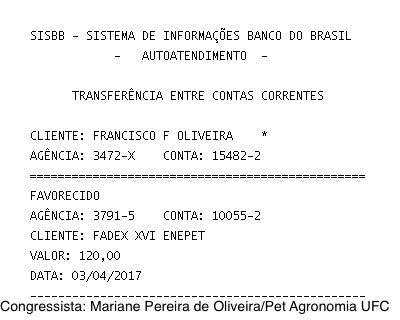 SISBB - SISTEMA DE INFORMAÇÕES BANCO DO BRASIL
- AUTOATENDIMENTO -
TRANSFERÊNCIA ENTRE CONTAS CORRENTES
CLIENTE: FRANCISCO F OLIVEIRA *
AGÊNCIA: 3472-X CONTA: 15482-2
================================================
FAVORECIDO
AGÊNCIA: 3791-5 CONTA: 10055-2
CLIENTE: FADEX XVI ENEPET
VALOR: 120,00
DATA: 03/04/2017
------------------------------------------------
Congressista: Mariane Pereira de Oliveira/Pet Agronomia UFC